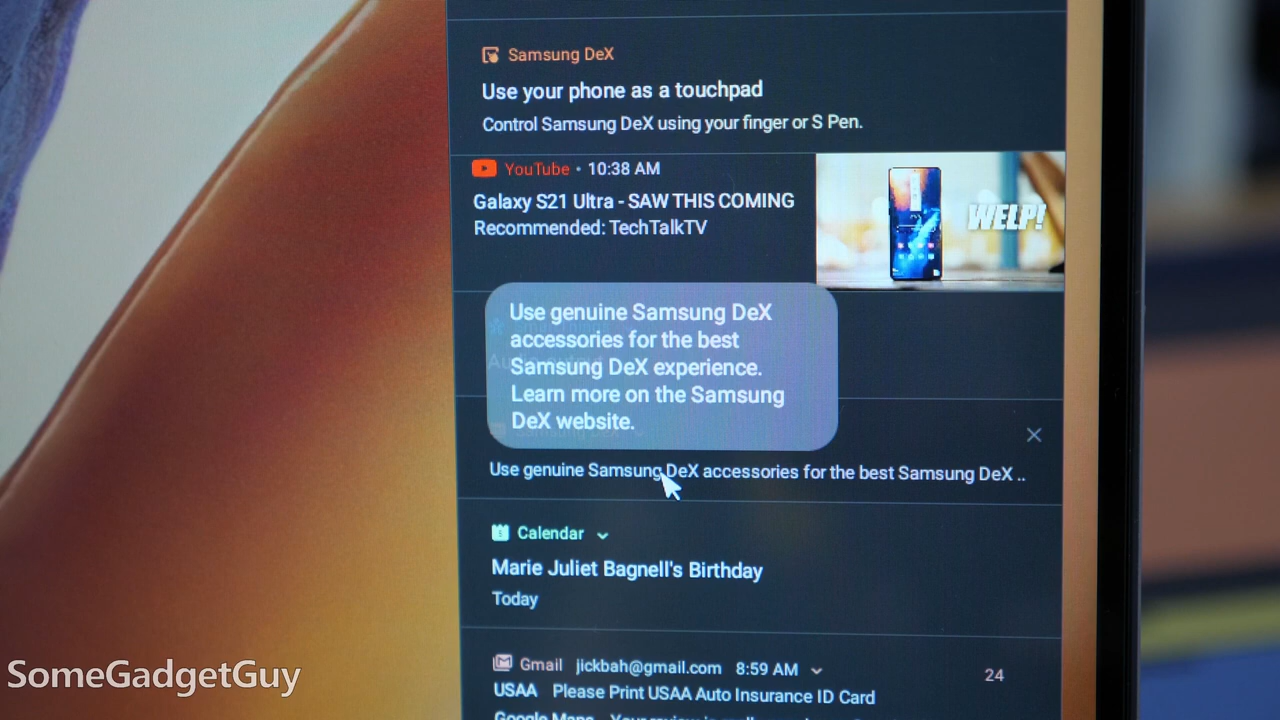 Samsung DeX
Use your phone as a touchpad
Control Samsung DeX using your finger or S Pen.
YouTube • 10:38 AM
Galaxy S21 Ultra - SAW THIS COMING
Recommended: TechTalkTV
WELP!
Use genuine Samsung DeX
accessories for the best
Samsung DeX experience.
Learn more on the Samsung
DeX website.
Use genuine Samsung DeX accessories for the best Samsung DeX ..
Calendar
Marie Juliet Bagnell's Birthday
Today
Gmail jickbah@gmail.com 8:59 AM 24
USAA Please Print USAA Auto Insurance ID Card
Google Maps
SomeGadgetGuy